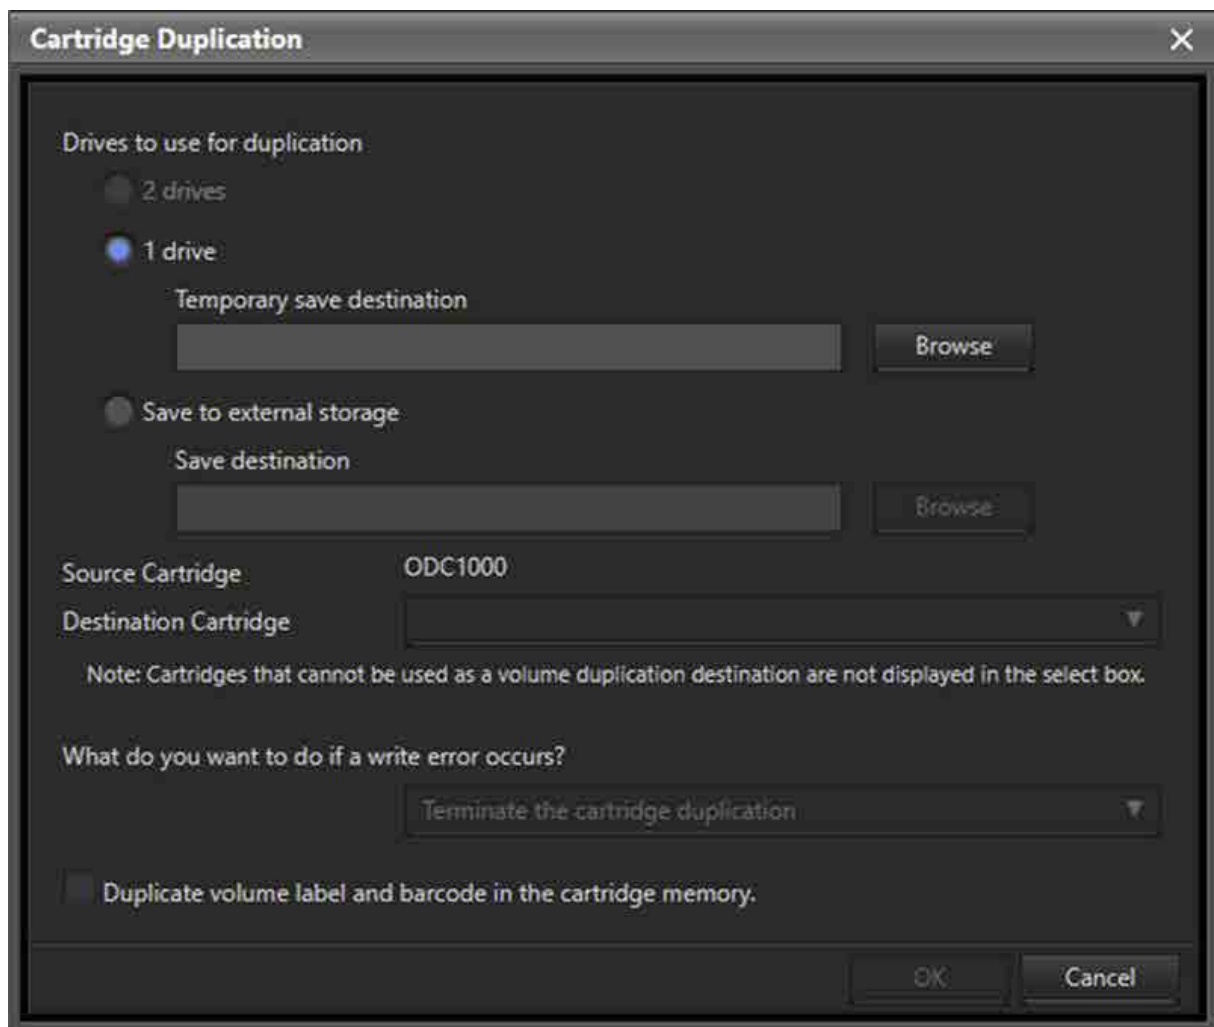 Cartridge Duplication
Drives to use for duplication
2 drives
1 drive
Temporary save destination
Browse
Save to external storage
Save destination
Browse
Source Cartridge ODC1000
Destination Cartridge
Note: Cartridges that cannot be used as a volume duplication destination are not displayed in the select box.
What do you want to do if a write error occurs?
Terminate the cartridge duplication
Duplicate volume label and barcode in the cartridge memory.
OK Cancel